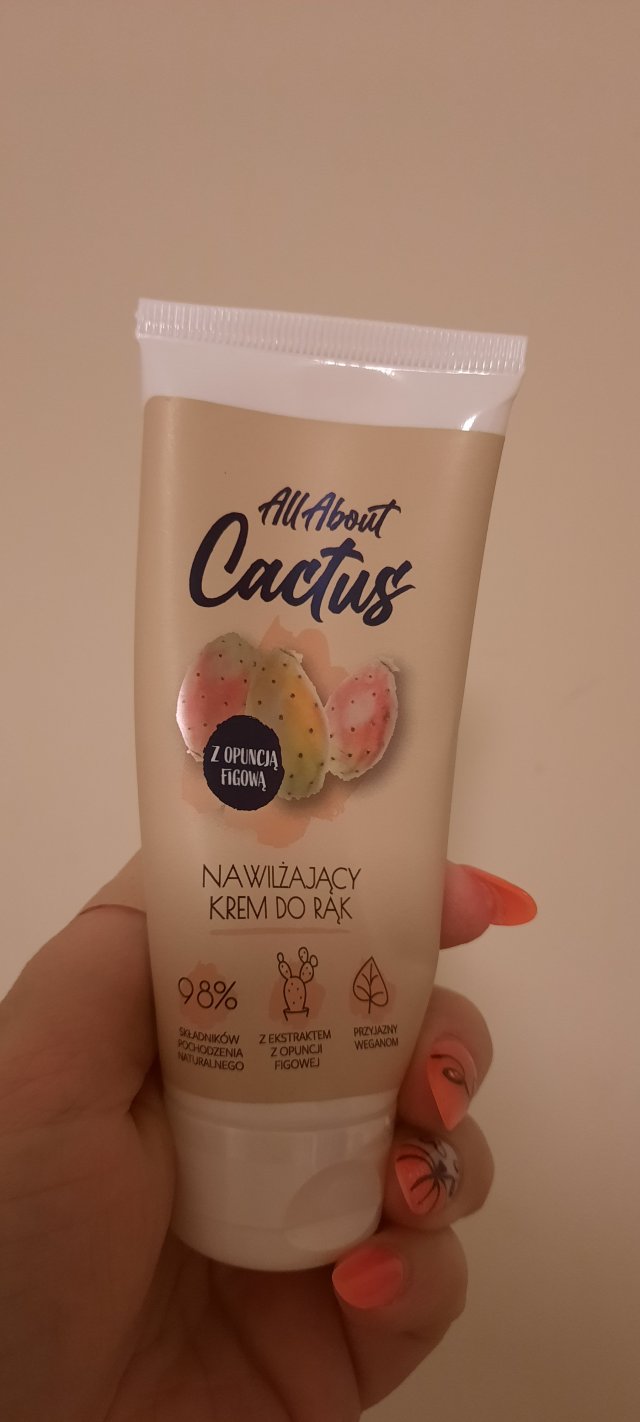 All About
Cactus
Z OPUNCJĄ
FIGOWĄ
NAWILŻAJĄCY
KREM DO RĄK
98%
SKŁADNIKÓW
POCHODZENIA
NATURALNEGO
Z EKSTRAKTEM
Z OPUNCJI
FIGOWEJ
PRZYJAZNY
WEGANOM